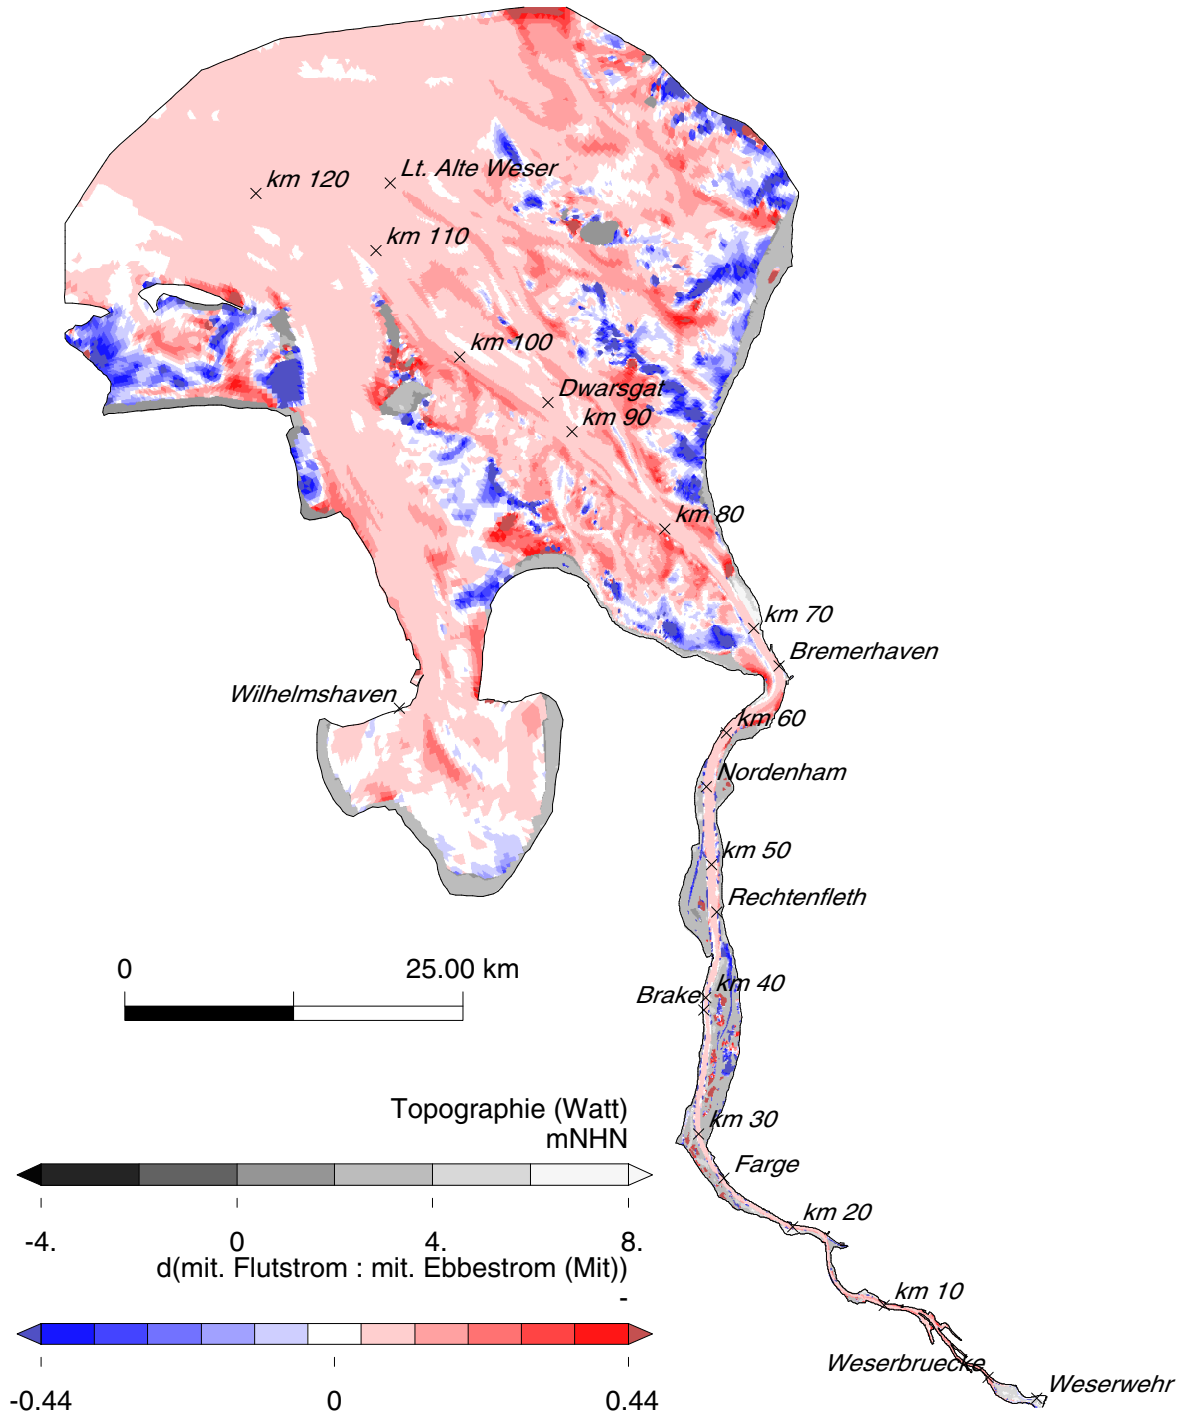 Lt. Alte Weser
km 120
km 110
km 100
Dwarsgat
km 90
km 80
km 70
Bremerhaven
Wilhelmshaven
km 60
Nordenham
km 50
Rechtenfleth
0 25.00 km
km 40
Brake
Topographie (Watt)
mNHN
km 30
Farge
-4. 0 4. 8.
km 20
d(mit. Flutstrom : mit. Ebbestrom (Mit))
-
km 10
Weserbruecke
Weserwehr
-0.44 0 0.44